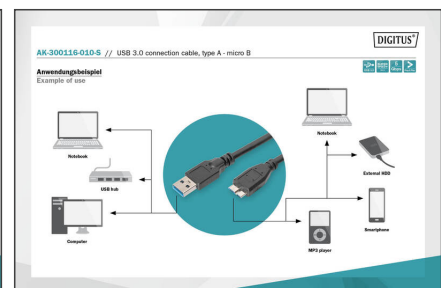 DIGITUS®
AK-300116-010-S // USB 3.0 connection cable, type A - micro B
Anwendungsbeispiel
Example of use
Notebook
USB hub
Computer
Notebook
External HDD
Smartphone
MP3 player